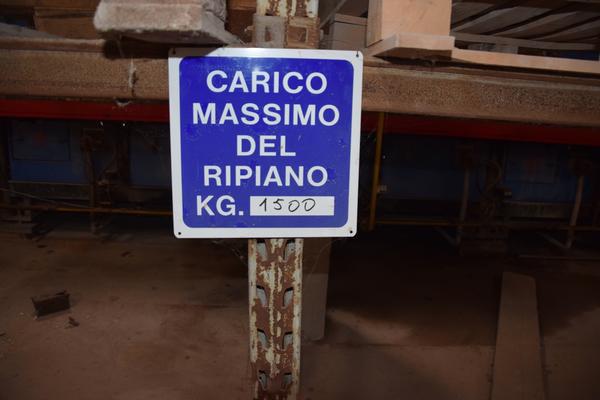 CARICO
MASSIMO
DEL
RIPIANO
KG. 1500